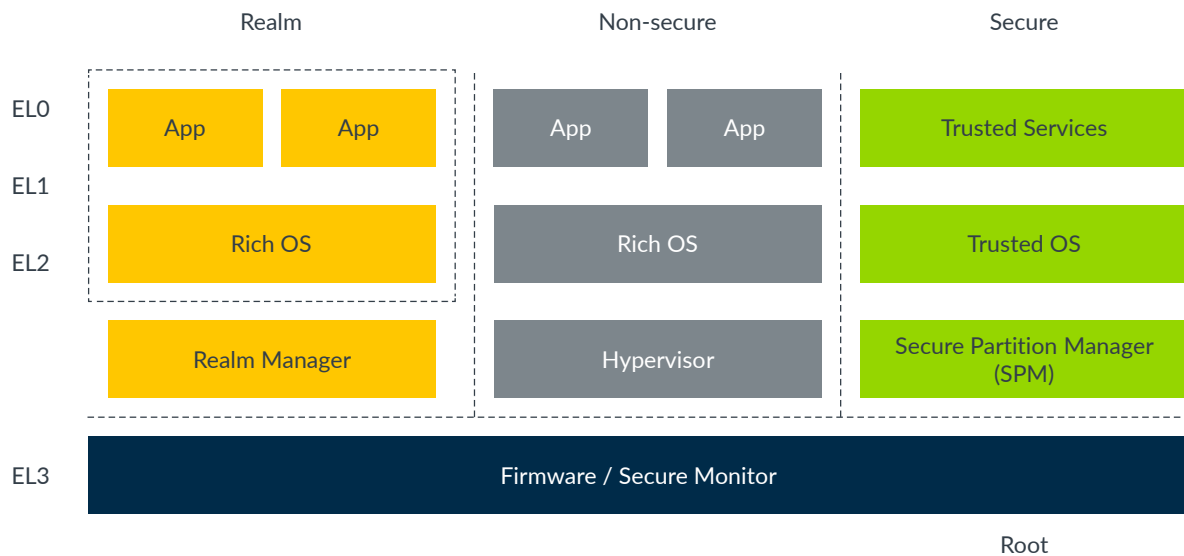 Realm
Non-secure
Secure
EL0
App
App
App
App
Trusted Services
EL1
Rich OS
Rich OS
Trusted OS
EL2
Realm Manager
Hypervisor
Secure Partition Manager
(SPM)
EL3
Firmware / Secure Monitor
Root